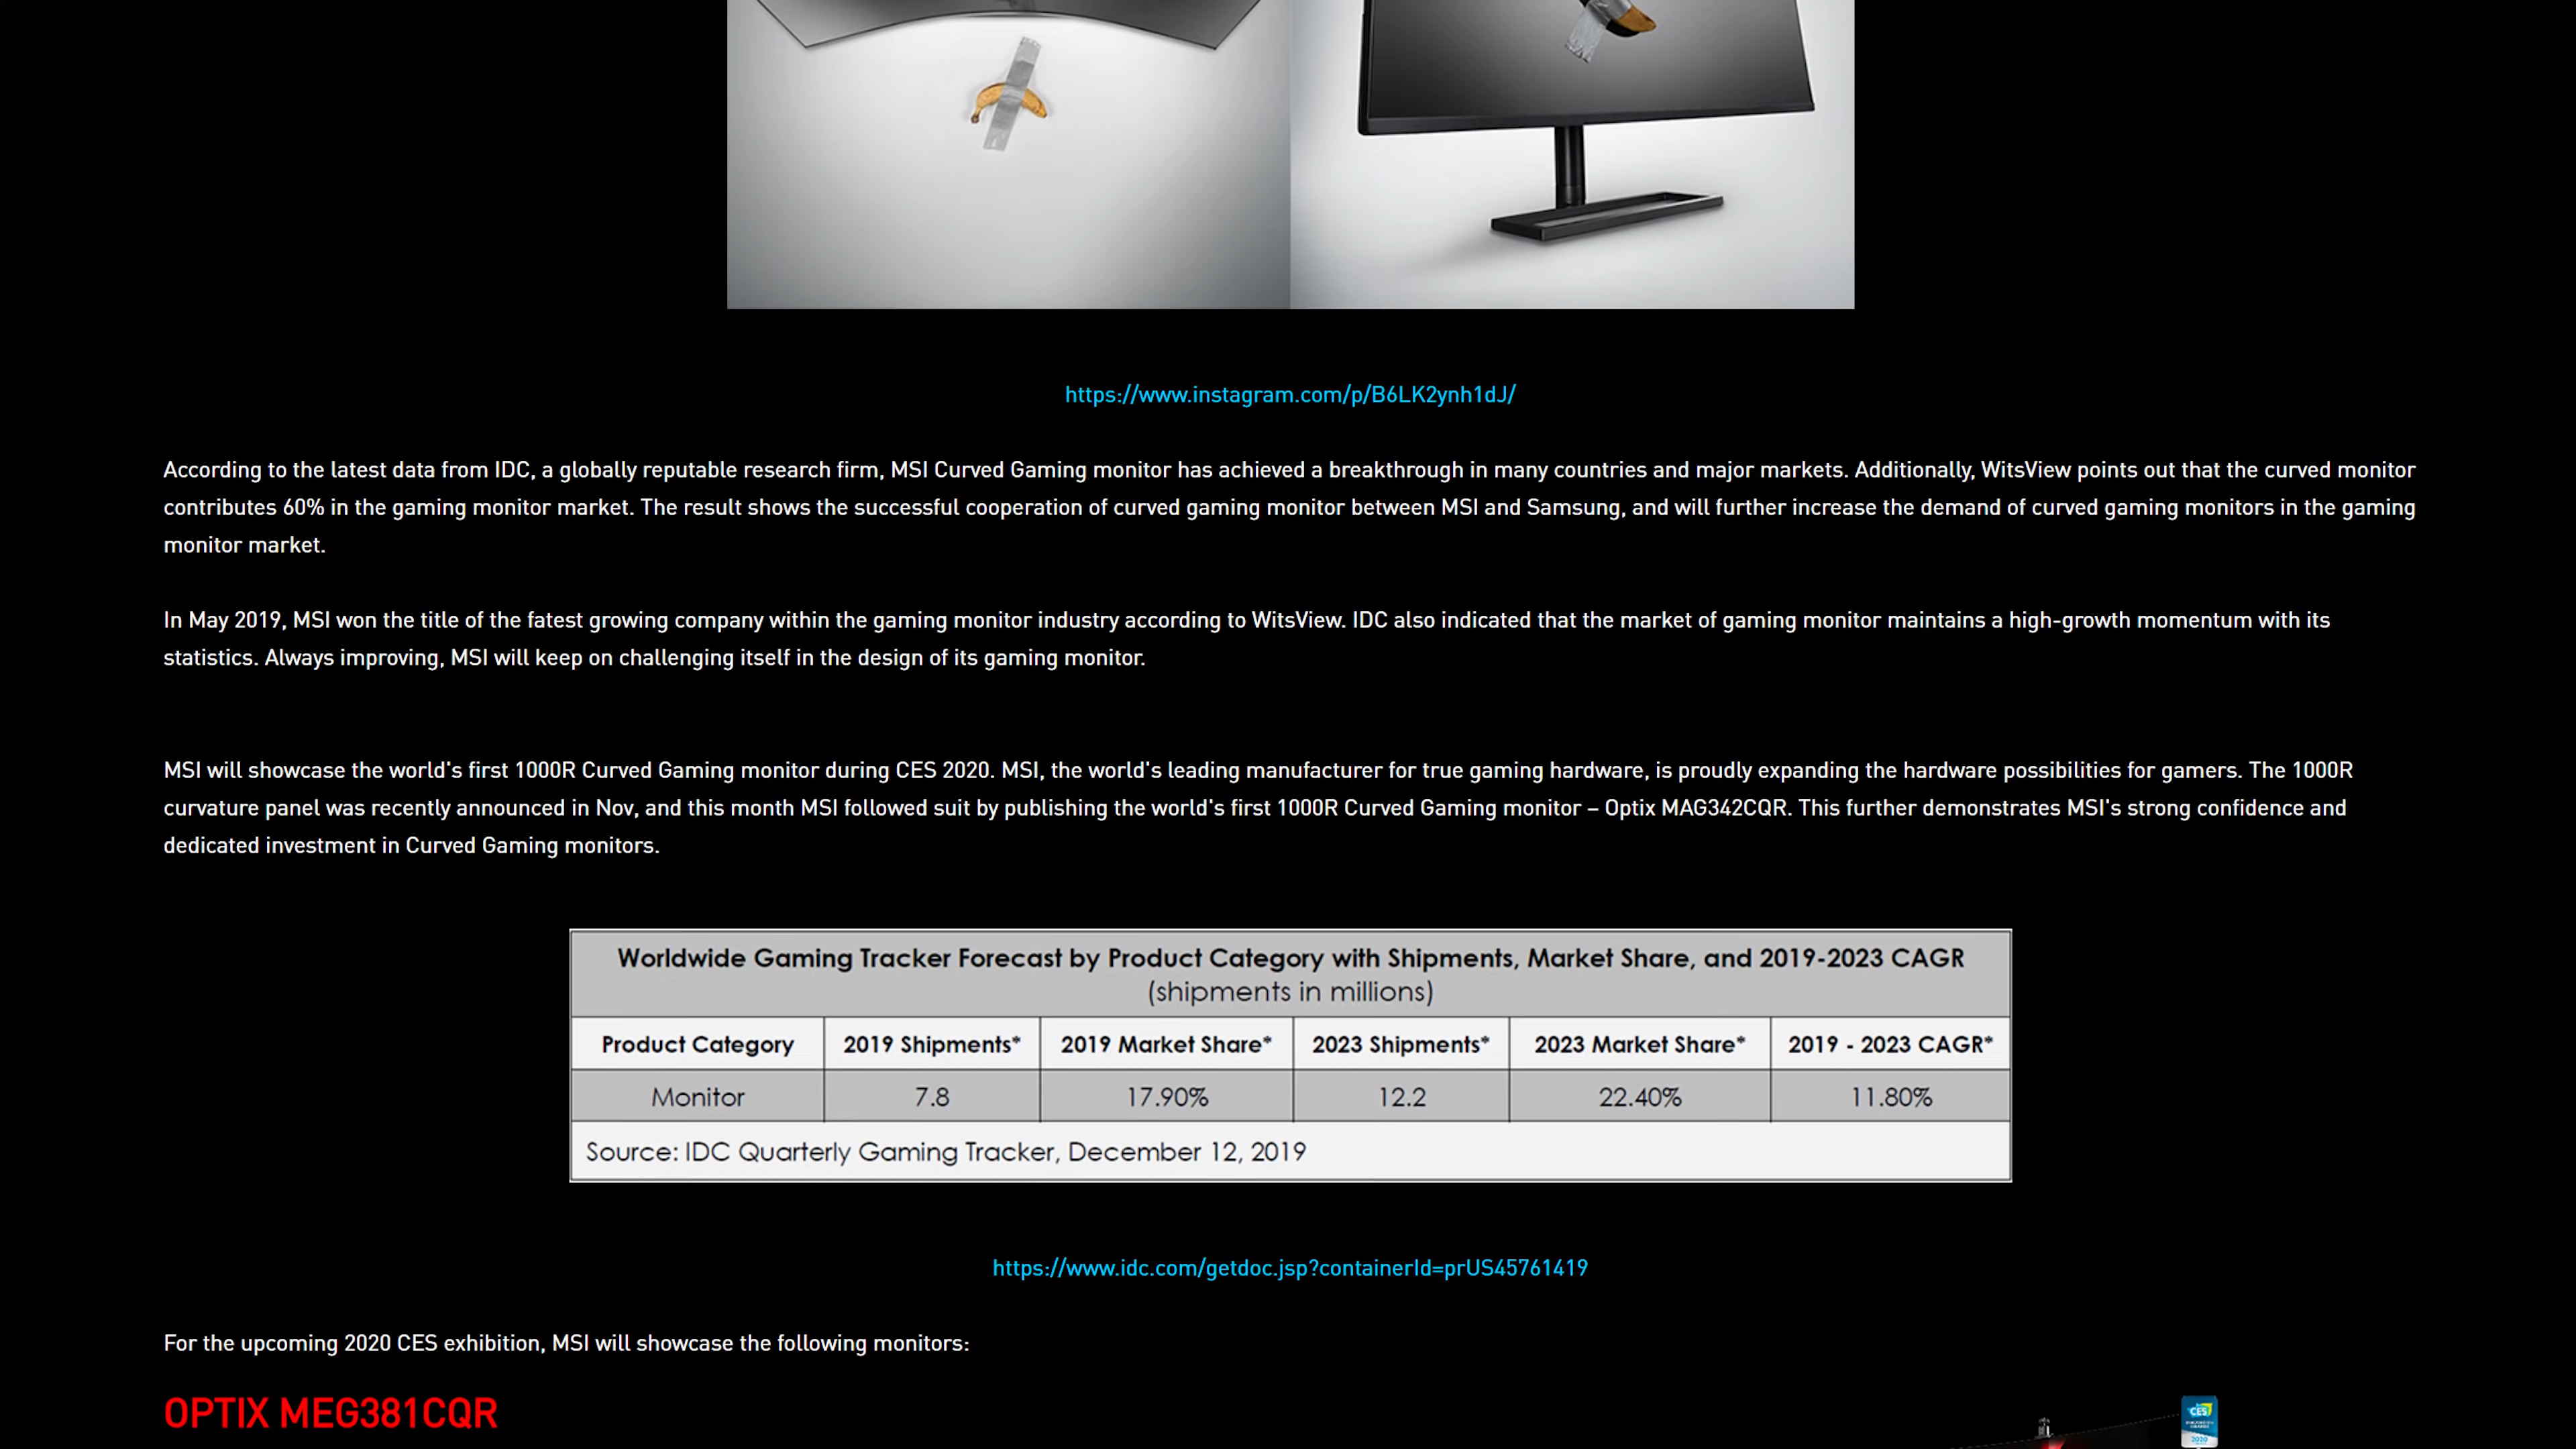 https://www.instagram.com/p/B6LK2ynh1dJ/
According to the latest data from IDC, a globally reputable research firm, MSI Curved Gaming monitor has achieved a breakthrough in many countries and major markets. Additionally, WitsView points out that the curved monitor
contributes 60% in the gaming monitor market. The result shows the successful cooperation of curved gaming monitor between MSI and Samsung, and will further increase the demand of curved gaming monitors in the gaming
monitor market.
In May 2019, MSI won the title of the fatest growing company within the gaming monitor industry according to WitsView. IDC also indicated that the market of gaming monitor maintains a high-growth momentum with its
statistics. Always improving, MSI will keep on challenging itself in the design of its gaming monitor.
MSI will showcase the world's first 1000R Curved Gaming monitor during CES 2020. MSI, the world's leading manufacturer for true gaming hardware, is proudly expanding the hardware possibilities for gamers. The 1000R
curvature panel was recently announced in Nov, and this month MSI followed suit by publishing the world's first 1000R Curved Gaming monitor – Optix MAG342CQR. This further demonstrates MSI's strong confidence and
dedicated investment in Curved Gaming monitors.
Worldwide Gaming Tracker Forecast by Product Category with Shipments, Market Share, and 2019-2023 CAGR
(shipments in millions)
Product Category 2019 Shipments* 2019 Market Share* 2023 Shipments* 2023 Market Share* 2019 - 2023 CAGR*
Monitor 7.8 17.90% 12.2 22.40% 11.80%
Source: IDC Quarterly Gaming Tracker, December 12, 2019
https://www.idc.com/getdoc.jsp?containerId=prUS45761419
For the upcoming 2020 CES exhibition, MSI will showcase the following monitors:
OPTIX MEG381CQR
CES
2020